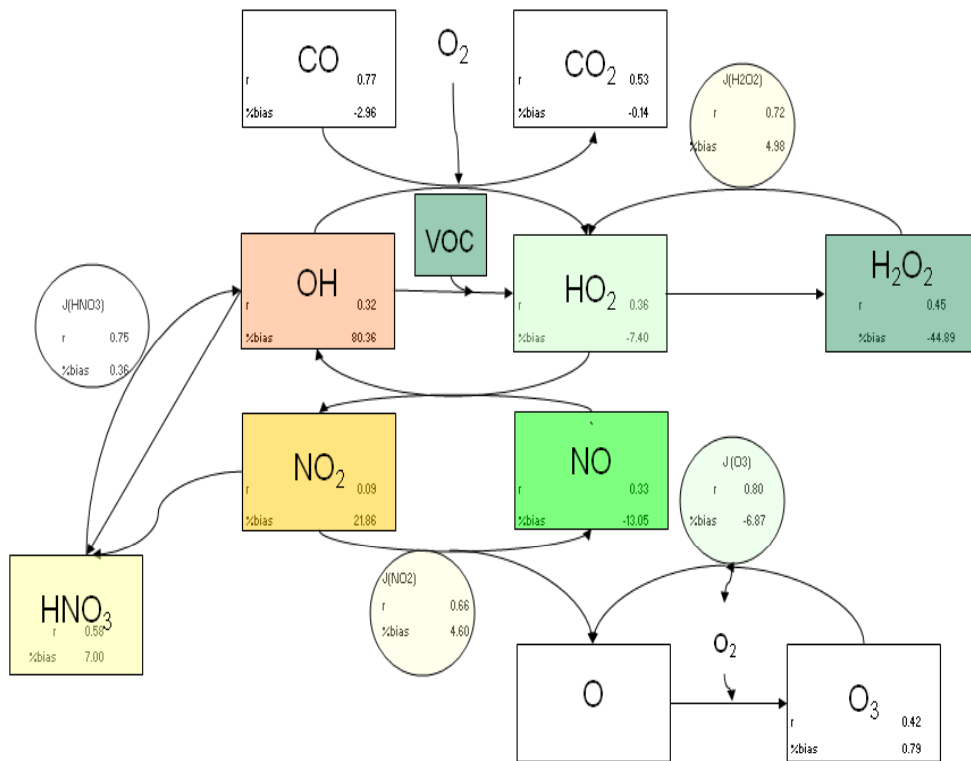 CO
r 0.77
%bias -2.96
O₂
CO₂
r 0.53
%bias -0.14
J(H2O2)
r 0.72
%bias 4.98
VOC
OH
r 0.32
%bias 80.36
HO₂
r 0.36
%bias -7.40
H₂O₂
r 0.45
%bias -44.89
J(HNO3)
r 0.75
%bias 0.36
NO₂
r 0.09
%bias 21.86
NO
r 0.33
%bias -13.05
J(O3)
r 0.80
%bias -6.87
HNO₃
r 0.58
%bias 7.00
J(NO2)
r 0.66
%bias 4.60
O₂
O
O₃
r 0.42
%bias 0.79